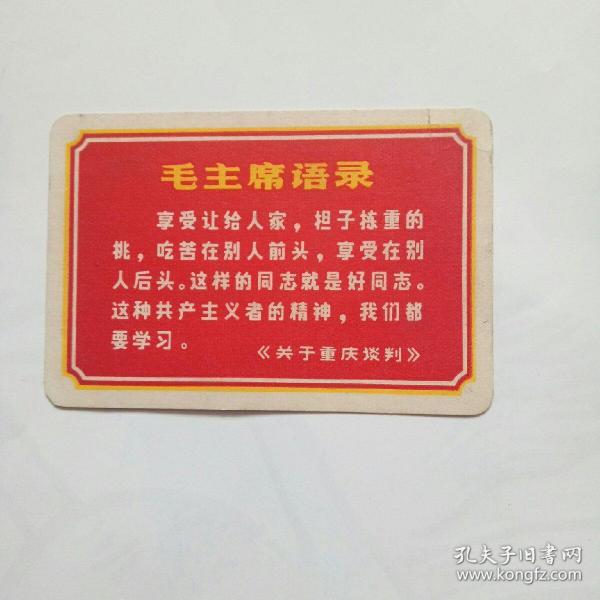 毛主席语录
享受让给人家，担子拣重的
挑，吃苦在别人前头，享受在别
人后头。这样的同志就是好同志。
这种共产主义者的精神，我们都
要学习。
《关于重庆谈判》
孔夫子旧书网
www.kongfz.com